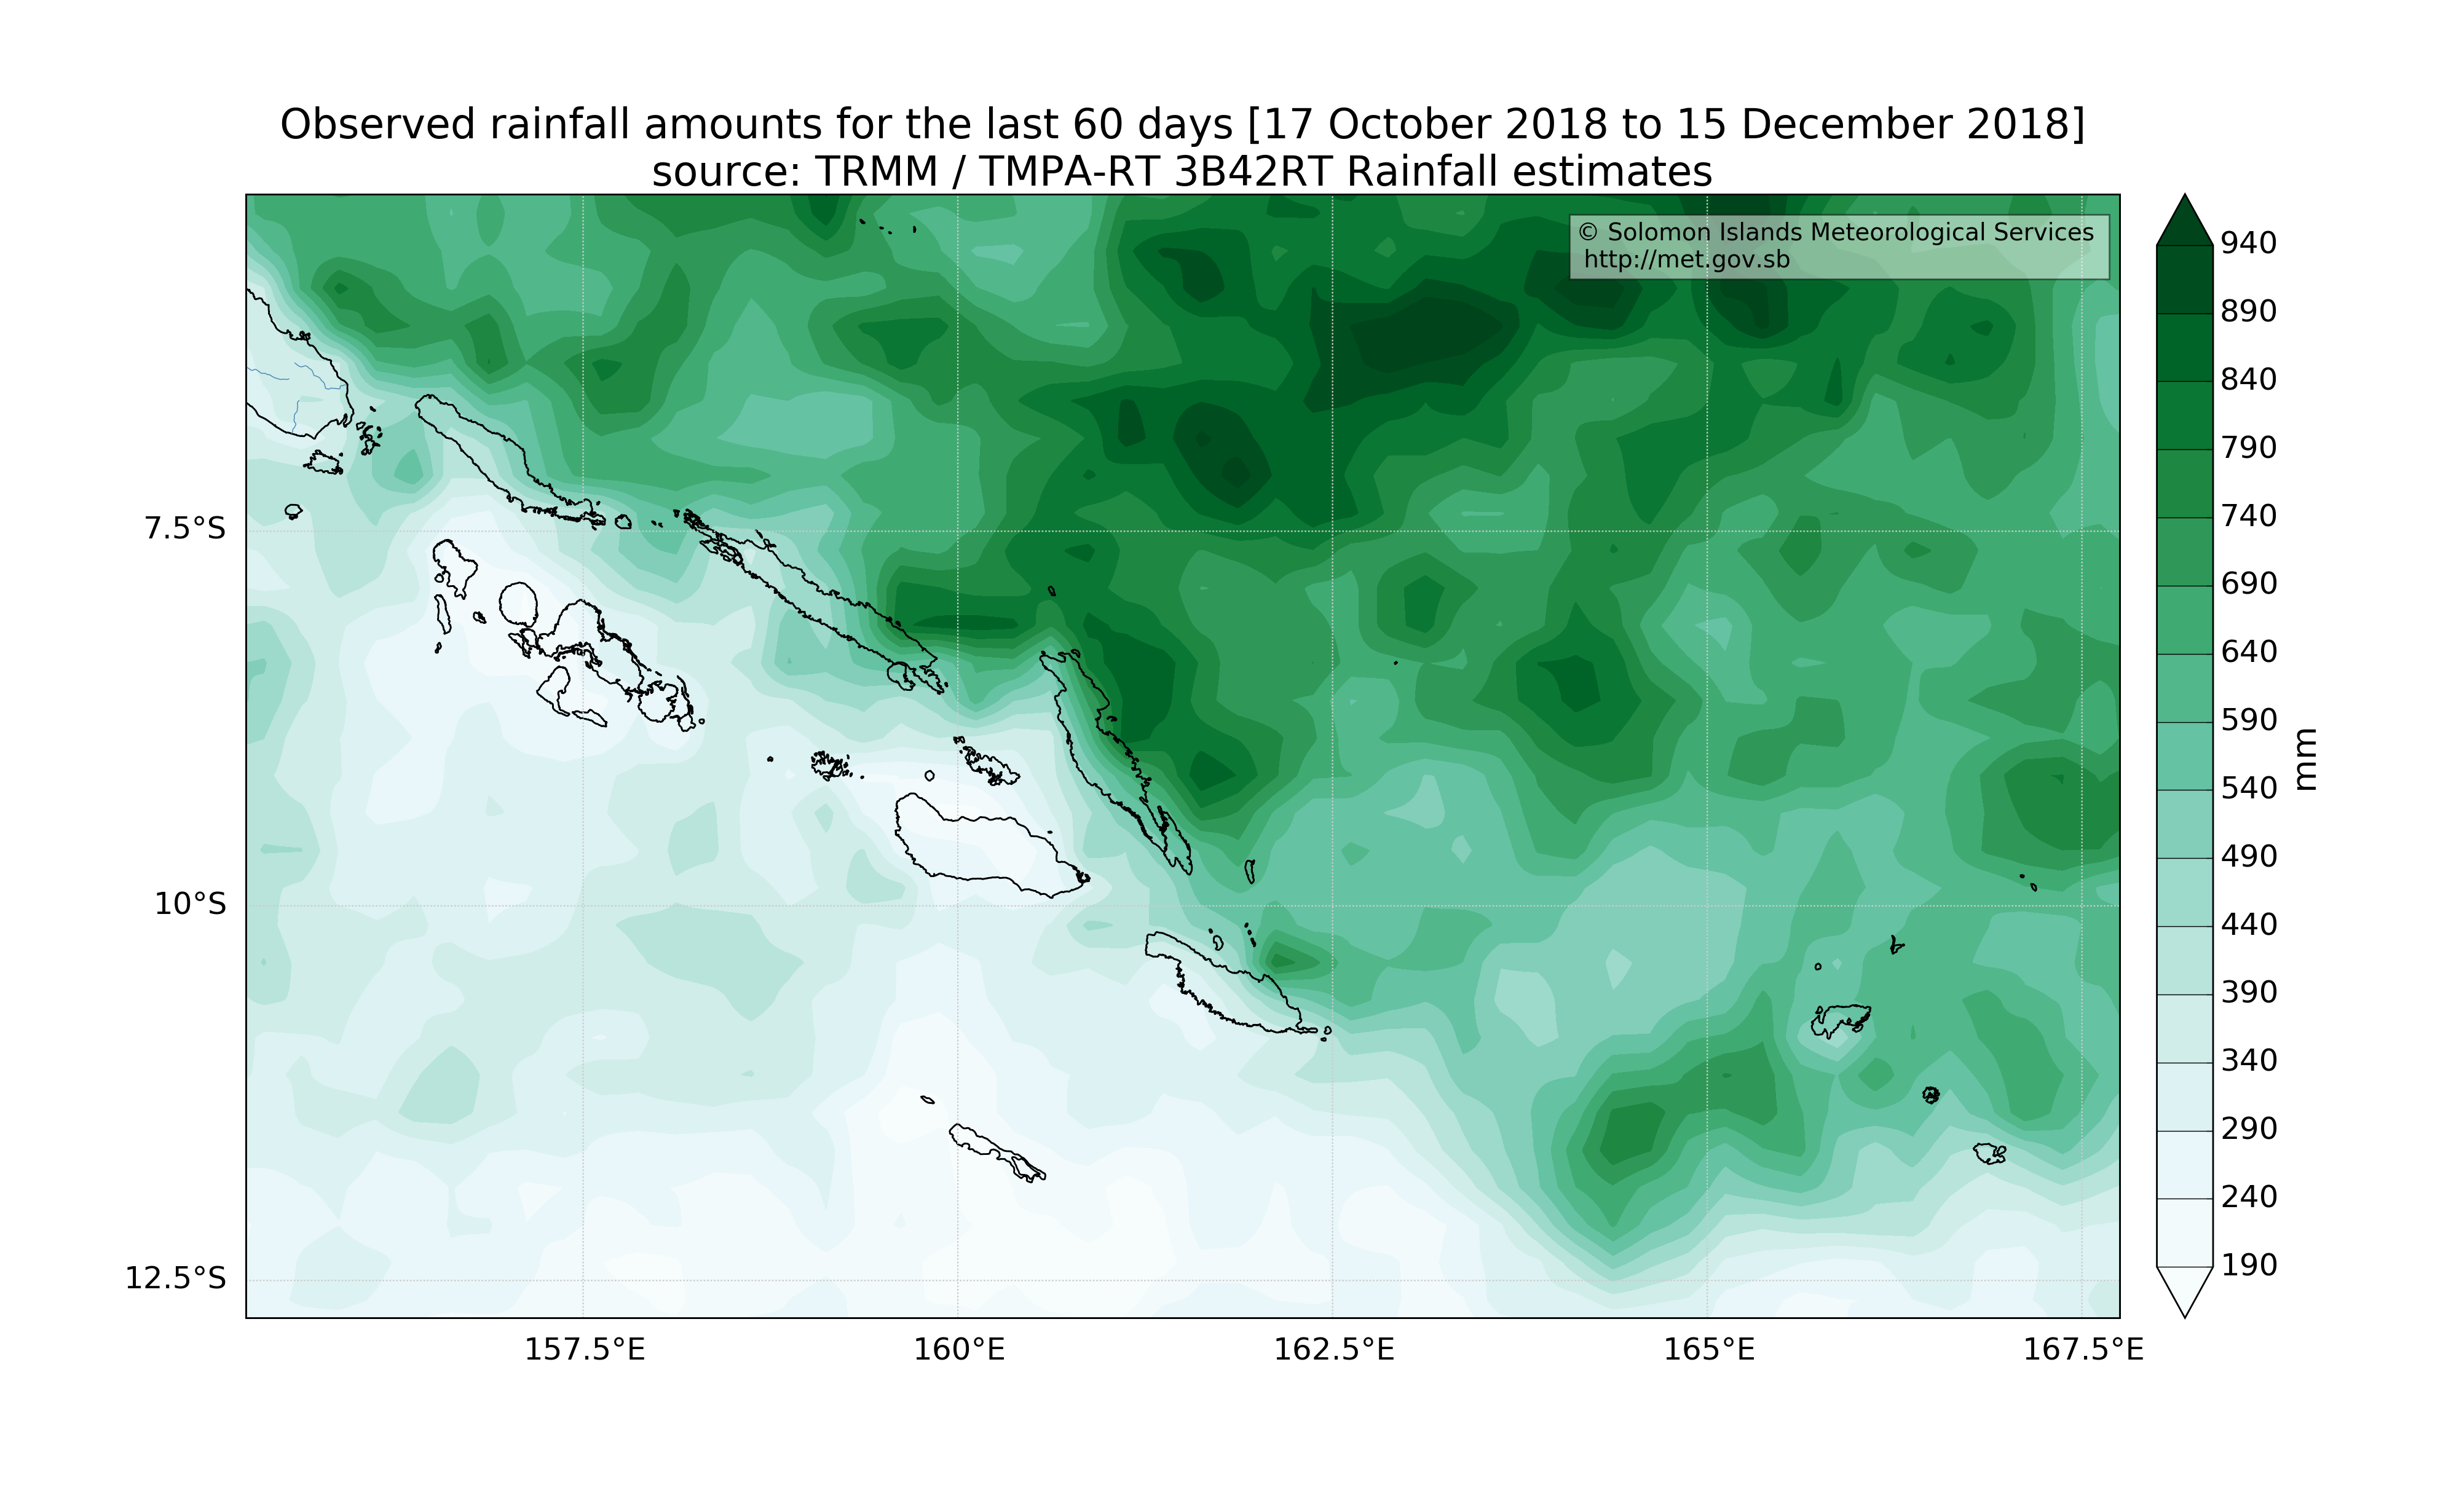 Observed rainfall amounts for the last 60 days [17 October 2018 to 15 December 2018]
source: TRMM / TMPA-RT 3B42RT Rainfall estimates
© Solomon Islands Meteorological Services
http://met.gov.sb
7.5°S
10°S
12.5°S
157.5°E
160°E
162.5°E
165°E
167.5°E
940
890
840
790
740
690
640
590
540
490
440
390
340
290
240
190
mm